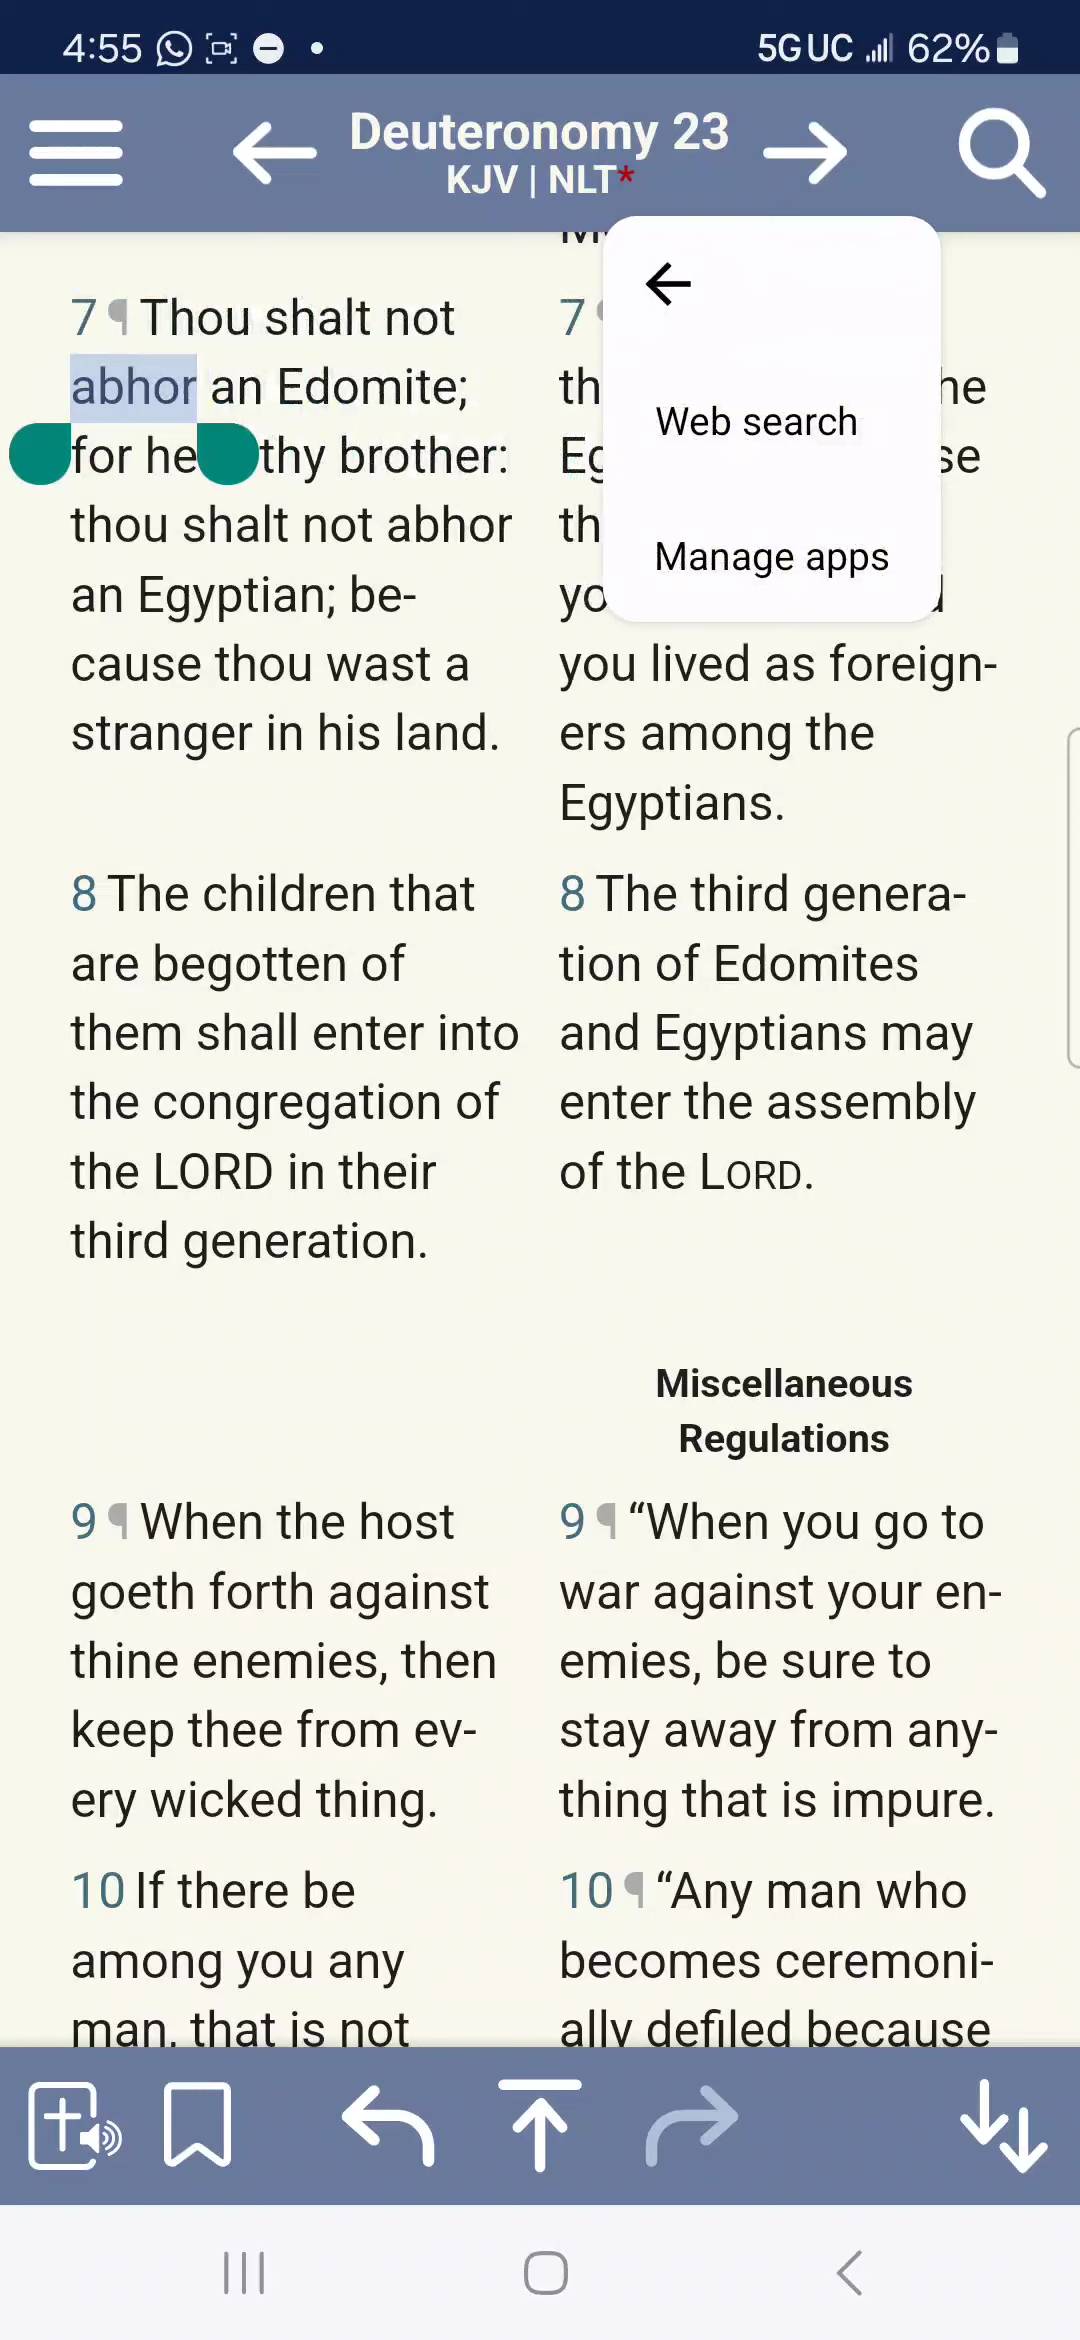 4:55
5G UC 62%
Deuteronomy 23
KJV | NLT*
7 ¶ Thou shalt not
abhor an Edomite;
for he thy brother:
thou shalt not abhor
an Egyptian; be-
cause thou wast a
stranger in his land.
8 The children that
are begotten of
them shall enter into
the congregation of
the LORD in their
third generation.
9 ¶ When the host
goeth forth against
thine enemies, then
keep thee from ev-
ery wicked thing.
10 If there be
among you any
man, that is not
7
you lived as foreign-
ers among the
Egyptians.
8 The third genera-
tion of Edomites
and Egyptians may
enter the assembly
of the LORD.
Miscellaneous
Regulations
9 ¶ “When you go to
war against your en-
emies, be sure to
stay away from any-
thing that is impure.
10 ¶ “Any man who
becomes ceremoni-
ally defiled because
Web search
Manage apps